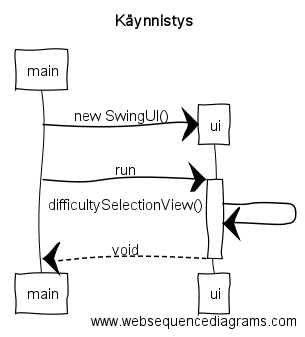 Käynnistys
main
new SwingUI()
ui
run
difficultySelectionView()
void
main
ui
www.websequencediagrams.com